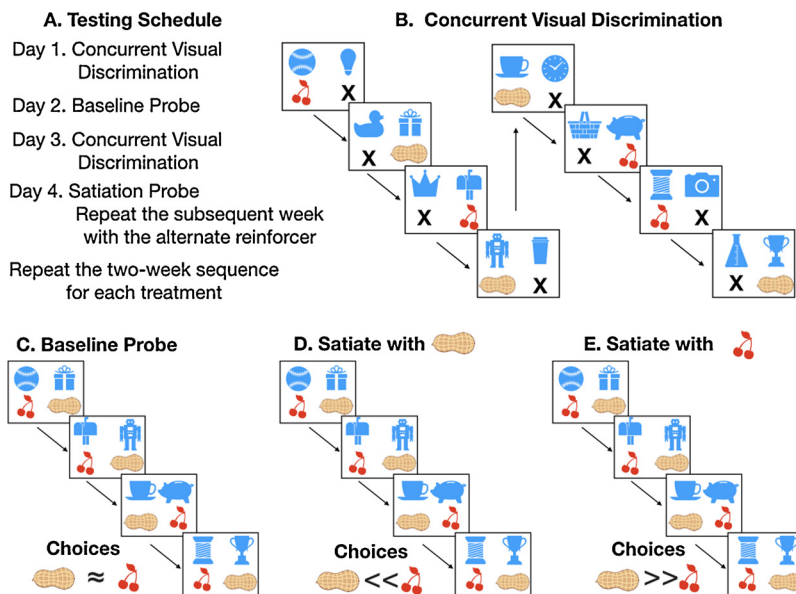 A. Testing Schedule
Day 1. Concurrent Visual
Discrimination
Day 2. Baseline Probe
Day 3. Concurrent Visual
Discrimination
Day 4. Satiation Probe
Repeat the subsequent week
with the alternate reinforcer
Repeat the two-week sequence
for each treatment
B. Concurrent Visual Discrimination
X
X
X
X
X
X
X
X
C. Baseline Probe
Choices
≈
D. Satiate with
Choices
<<
E. Satiate with
Choices
>>